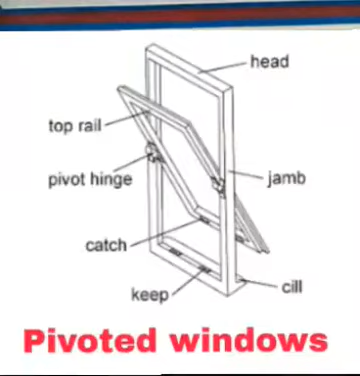 head
top rail
pivot hinge
jamb
catch
keep
cill
Pivoted windows